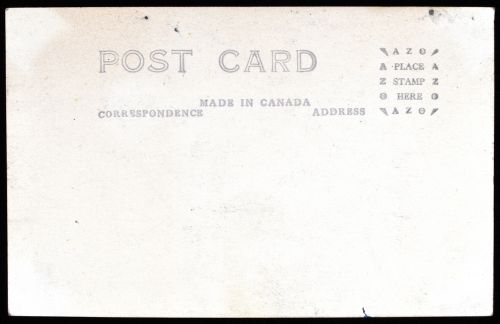 POST CARD
MADE IN CANADA
CORRESPONDENCE ADDRESS
AZO
A PLACE A
Z STAMP Z
O HERE O
AZO